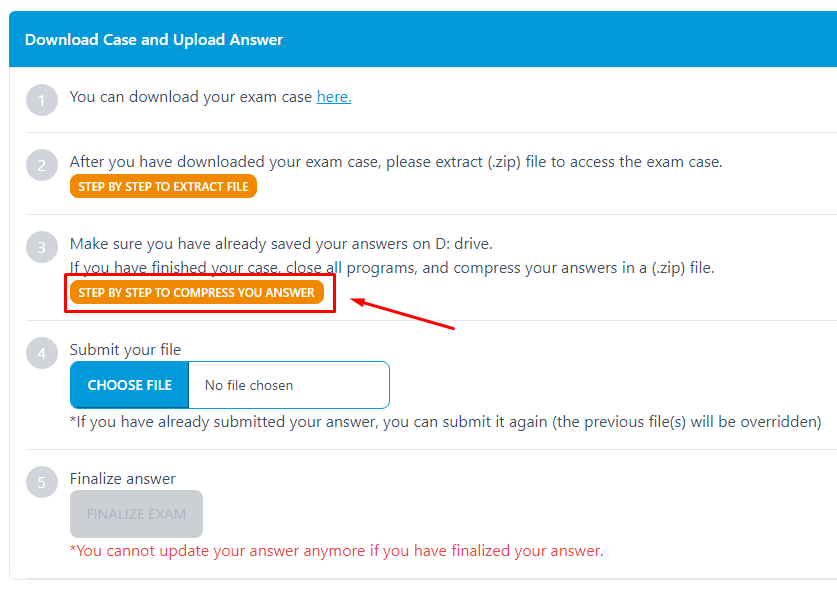 Download Case and Upload Answer
1
You can download your exam case here.
2
After you have downloaded your exam case, please extract (.zip) file to access the exam case.
STEP BY STEP TO EXTRACT FILE
3
Make sure you have already saved your answers on D: drive.
If you have finished your case, close all programs, and compress your answers in a (.zip) file.
STEP BY STEP TO COMPRESS YOU ANSWER
4
Submit your file
CHOOSE FILE No file chosen
*If you have already submitted your answer, you can submit it again (the previous file(s) will be overridden)
5
Finalize answer
FINALIZE EXAM
*You cannot update your answer anymore if you have finalized your answer.